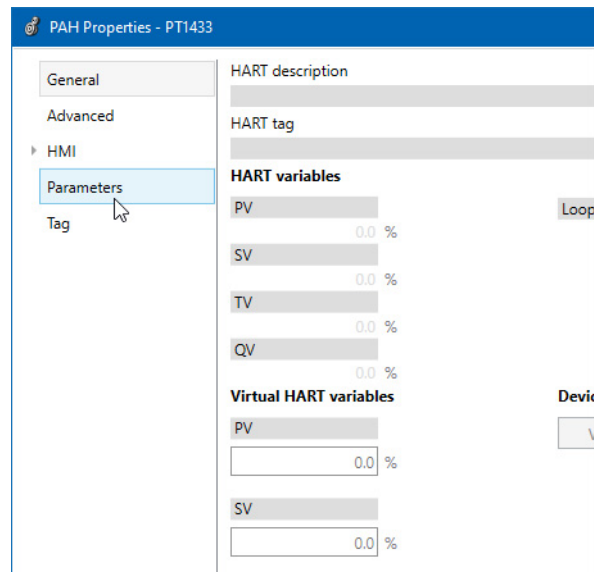 PAH Properties - PT1433
General
Advanced
HMI
Parameters
Tag
HART description
HART tag
HART variables
PV
Loop
0.0 %
SV
0.0 %
TV
0.0 %
QV
0.0 %
Virtual HART variables
Devic
PV
V
0.0 %
SV
0.0 %